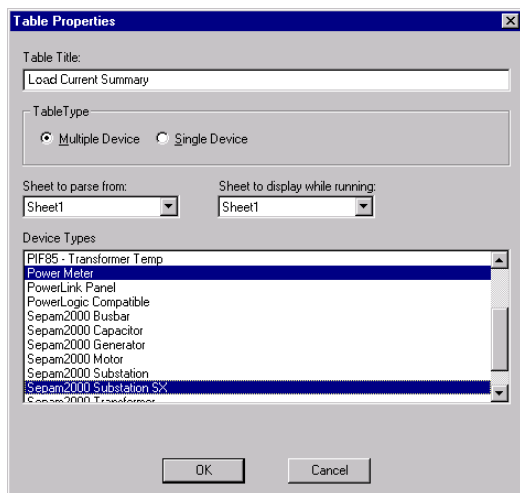 Table Properties
Table Title:
Load Current Summary
TableType
Multiple Device Single Device
Sheet to parse from: Sheet to display while running:
Sheet1 Sheet1
Device Types
PIF85 - Transformer Temp
Power Meter
PowerLink Panel
PowerLogic Compatible
Sepam2000 Busbar
Sepam2000 Capacitor
Sepam2000 Generator
Sepam2000 Motor
Sepam2000 Substation
Sepam2000 Substation SX
Sepam2000 Transformer
OK Cancel